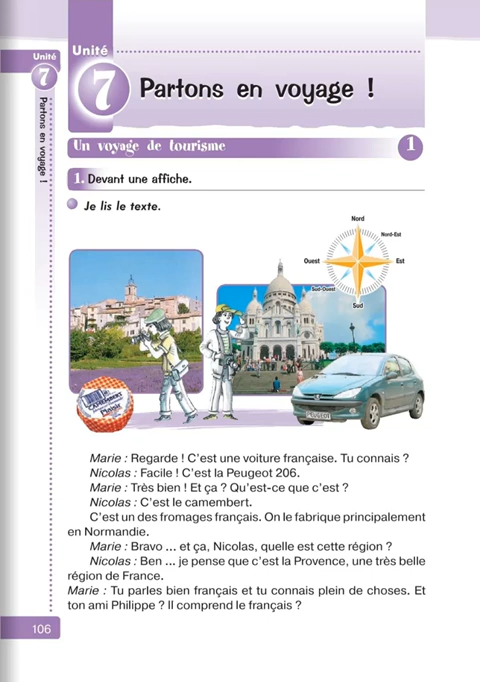 Unité
7
Partons en voyage !
Unité
7
Partons en voyage !
Un voyage de tourisme
1
1. Devant une affiche.
Je lis le texte.
Nord
Nord-Est
Ouest
Est
Sud-Ouest
Sud
PEUGEOT
Marie : Regarde ! C'est une voiture française. Tu connais ?
Nicolas : Facile ! C'est la Peugeot 206.
Marie : Très bien ! Et ça ? Qu'est-ce que c'est ?
Nicolas : C'est le camembert.
C'est un des fromages français. On le fabrique principalement
en Normandie.
Marie : Bravo ... et ça, Nicolas, quelle est cette région ?
Nicolas : Ben ... je pense que c'est la Provence, une très belle
région de France.
Marie : Tu parles bien français et tu connais plein de choses. Et
ton ami Philippe ? Il comprend le français ?
106